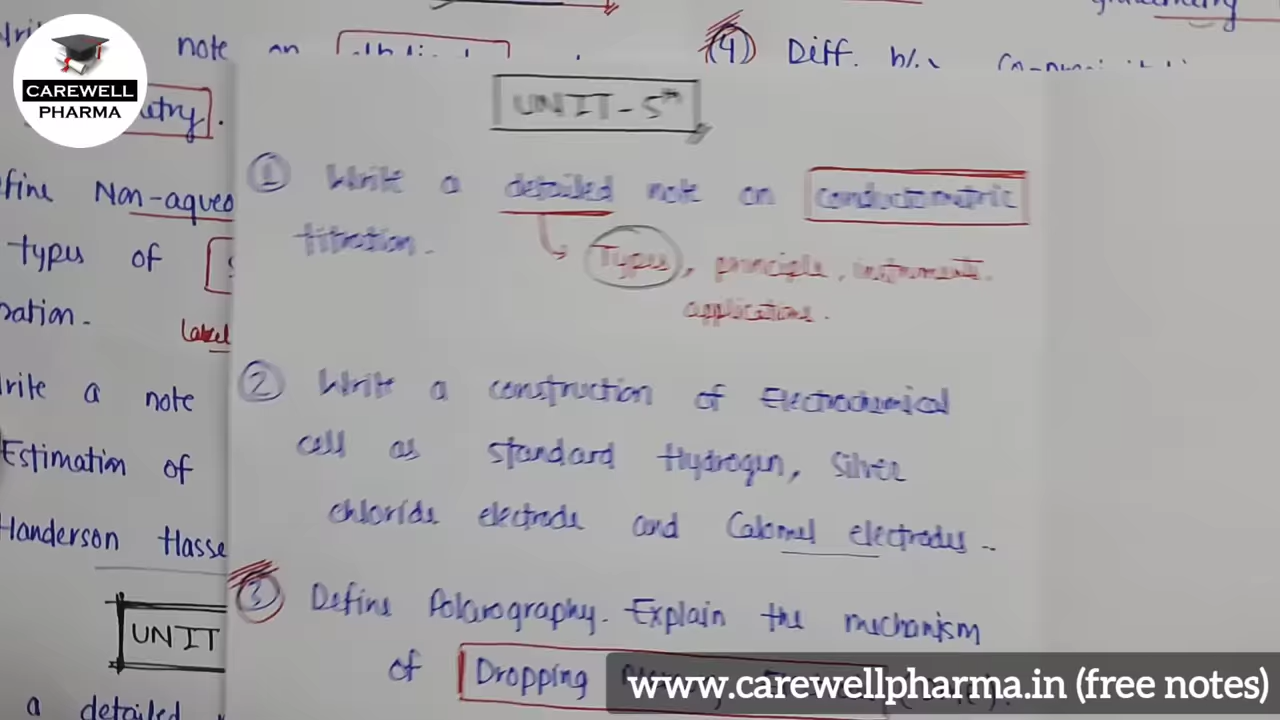 note on
(4) Diff. b/w
CAREWELL
PHARMA
UNIT-5th
① Write a detailed note on conductometric
titration.
Types, principle, instruments.
applications.
② Write a construction of Electrochemical
cell as standard Hydrogen, Silver
chloride electrode and Calomel electrodes..
③ Define Polarography. Explain the mechanism
of Dropping
Non-aqueo
types of
Label
a note
Estimation of
Handerson Hasse
UNIT
a detailed
www.carewellpharma.in (free notes)